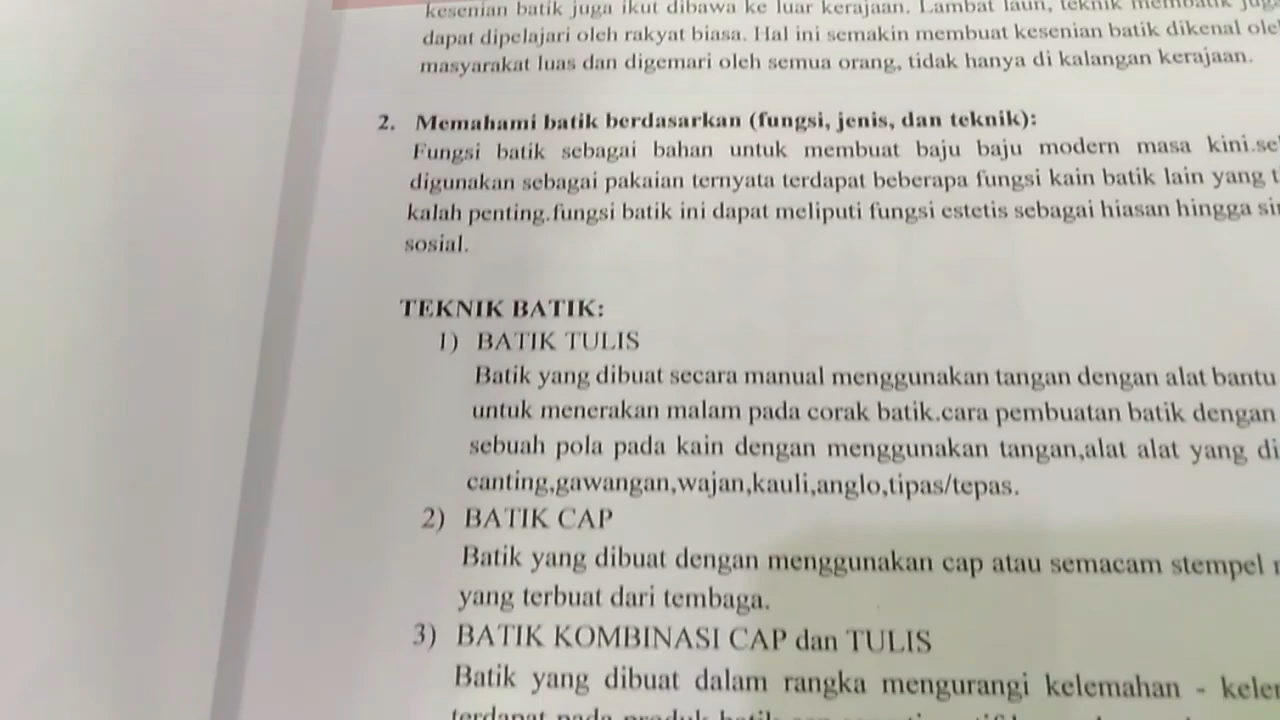 kesenian batik juga ikut dibawa ke luar kerajaan. Lambat laun, teknik membatik
dapat dipelajari oleh rakyat biasa. Hal ini semakin membuat kesenian batik dikenal
masyarakat luas dan digemari oleh semua orang, tidak hanya di kalangan kerajaan.
2. Memahami batik berdasarkan (fungsi, jenis, dan teknik):
Fungsi batik sebagai bahan untuk membuat baju baju modern masa kini.se
digunakan sebagai pakaian ternyata terdapat beberapa fungsi kain batik lain yang
kalah penting.fungsi batik ini dapat meliputi fungsi estetis sebagai hiasan hingga
sosial.
TEKNIK BATIK:
1) BATIK TULIS
Batik yang dibuat secara manual menggunakan tangan dengan alat bantu
untuk menerakan malam pada corak batik.cara pembuatan batik dengan
sebuah pola pada kain dengan menggunakan tangan,alat alat yang di
canting,gawangan,wajan,kauli,anglo,tipas/tepas.
2) BATIK CAP
Batik yang dibuat dengan menggunakan cap atau semacam stempel
yang terbuat dari tembaga.
3) BATIK KOMBINASI CAP dan TULIS
Batik yang dibuat dalam rangka mengurangi kelemahan -
terdapat pada produk batik